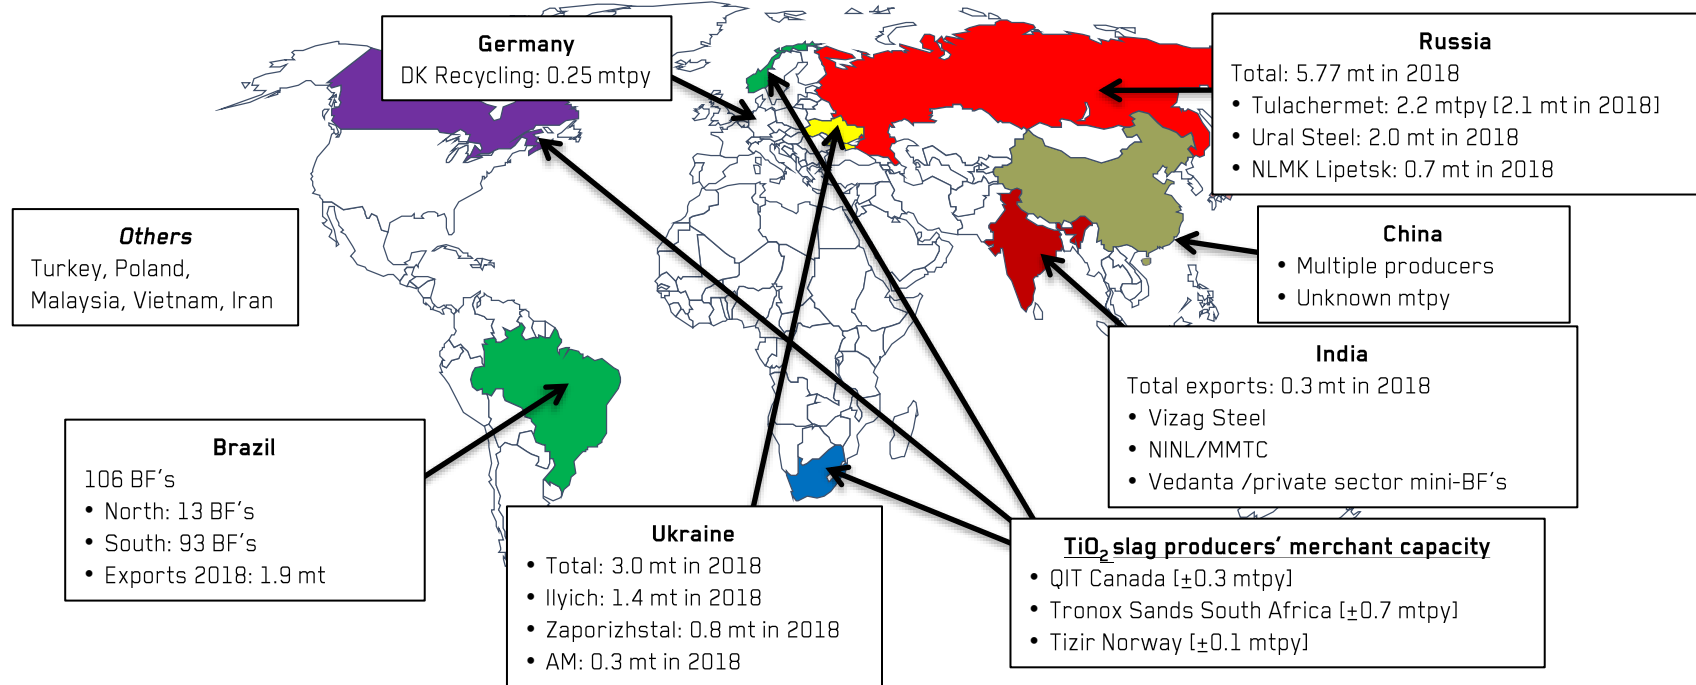 Germany
DK Recycling: 0.25 mtpy
Russia
Total: 5.77 mt in 2018
• Tulachermet: 2.2 mtpy [2.1 mt in 2018]
• Ural Steel: 2.0 mt in 2018
• NLMK Lipetsk: 0.7 mt in 2018
Others
Turkey, Poland,
Malaysia, Vietnam, Iran
China
• Multiple producers
• Unknown mtpy
India
Total exports: 0.3 mt in 2018
• Vizag Steel
• NINL/MMTC
• Vedanta /private sector mini-BF's
Brazil
106 BF's
• North: 13 BF's
• South: 93 BF's
• Exports 2018: 1.9 mt
Ukraine
• Total: 3.0 mt in 2018
• Ilyich: 1.4 mt in 2018
• Zaporizhstal: 0.8 mt in 2018
• AM: 0.3 mt in 2018
TiO2 slag producers' merchant capacity
• QIT Canada [±0.3 mtpy]
• Tronox Sands South Africa [±0.7 mtpy]
• Tizir Norway [±0.1 mtpy]